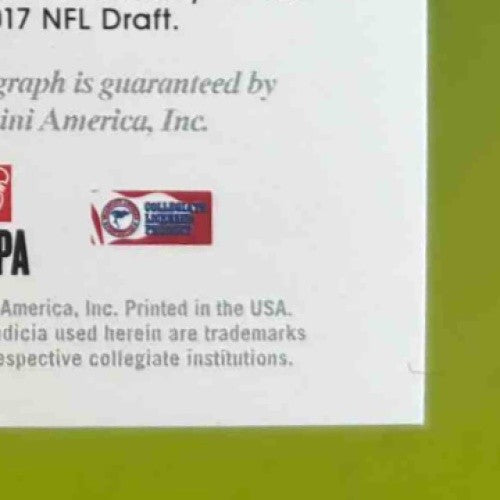 017 NFL Draft.
graph is guaranteed by
ini America, Inc.
COLLEGIATE
LICENSED
PRODUCT
PA
America, Inc. Printed in the USA.
dicia used herein are trademarks
espective collegiate institutions.